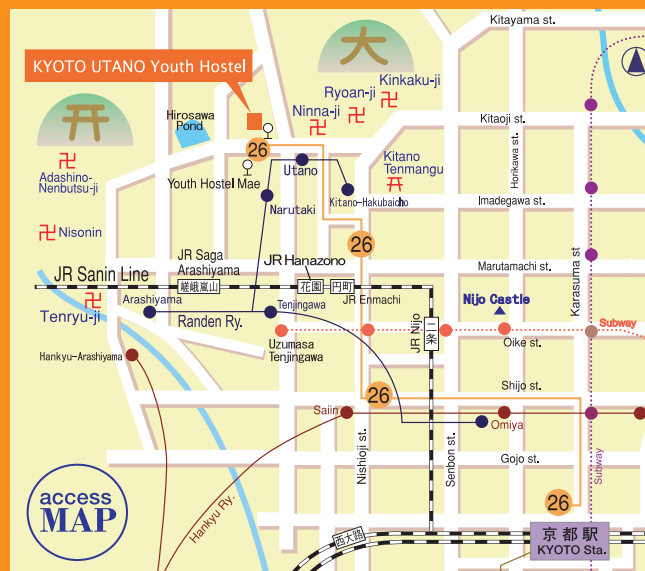 Kitayama st.
KYOTO UTANO Youth Hostel
Kinkaku-ji
Ryoan-ji
Ninna-ji
Hirosawa
Pond
Kitaoji st.
26
Utano
Kitano
Tenmangu
Horikawa st.
Adashino-
Nenbutsu-ji
Youth Hostel Mae
Narutaki
Kitano-Hakubaicho
Imadegawa st.
Nisonin
26
JR Saga
Arashiyama
JR Hanazono
Marutamachi st.
Karasuma st
JR Sanin Line
嵯峨嵐山
花園
円町
JR Enmachi
Tenryu-ji
Arashiyama
Randen Ry.
Tenjingawa
Nijo Castle
JR Nijo
二条
Subway
Uzumasa
Tenjingawa
Oike st.
Hankyu-Arashiyama
Shijo st.
26
Saiin
Omiya
Nishioji st.
Senbon st.
Gojo st.
Subway
access
MAP
Hankyu Ry.
26
西大路
京都駅
KYOTO Sta.